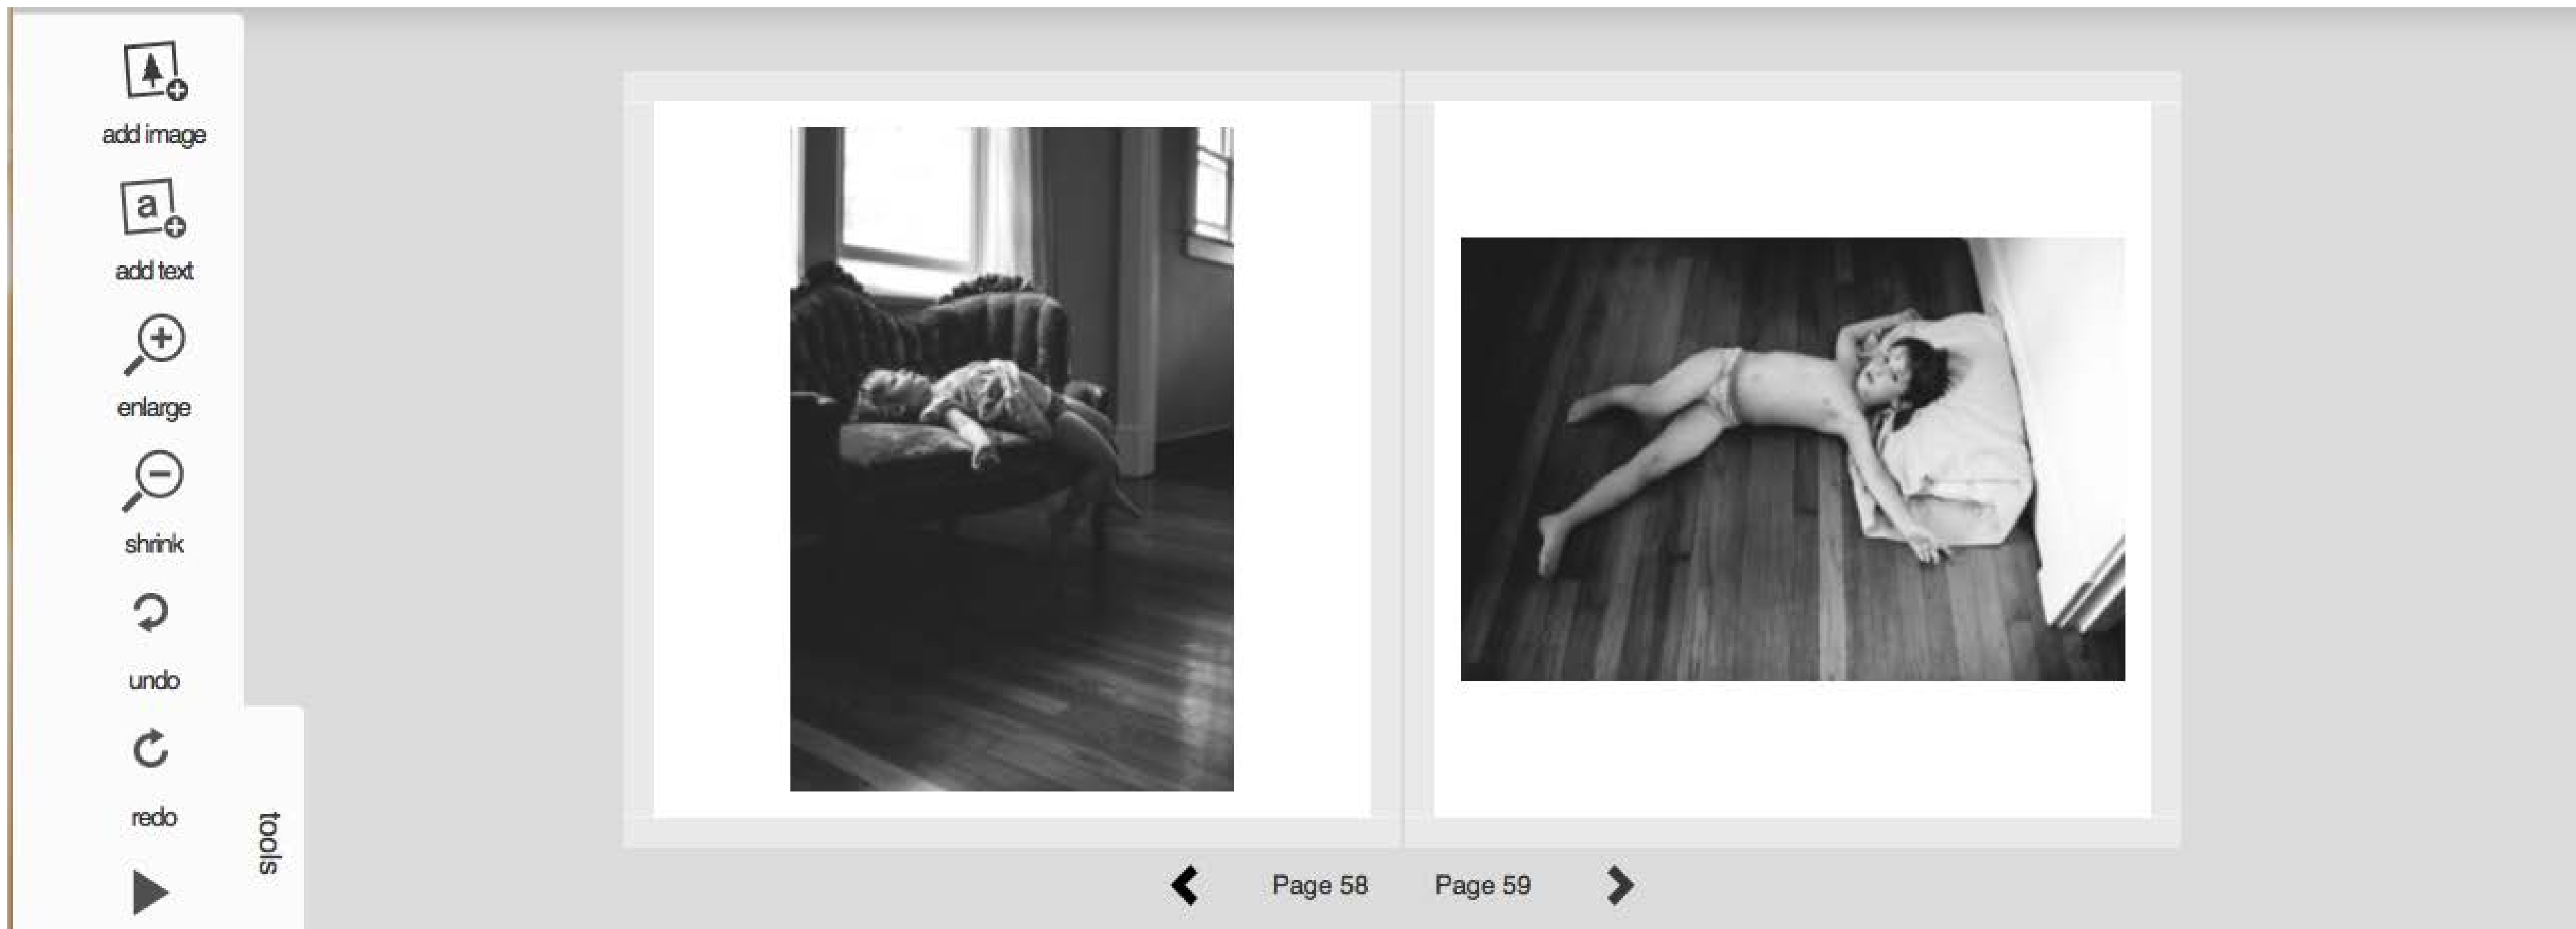 add image
a
add text
enlarge
shrink
undo
redo
tools
Page 58
Page 59